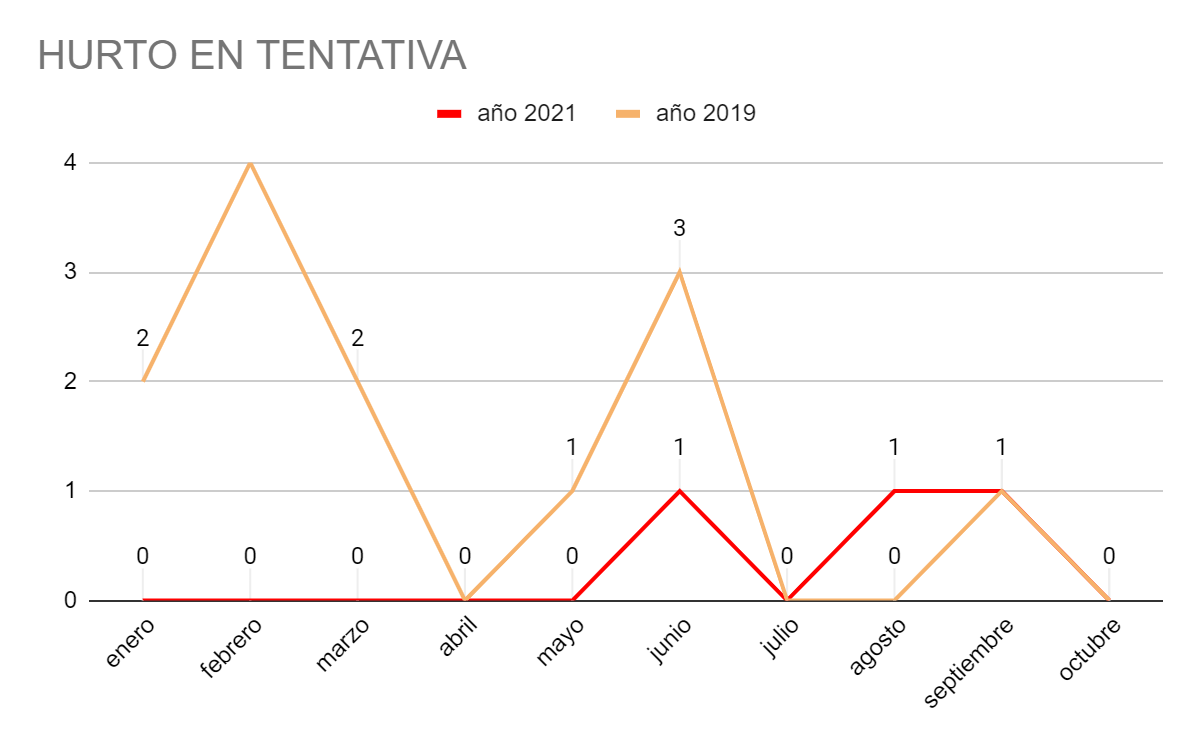 HURTO EN TENTATIVA
año 2021 año 2019
4
3
3
2 2
2
1 1 1 1
1
0 0 0 0 0 0 0 0
0
enero febrero marzo abril mayo junio julio agosto septiembre octubre